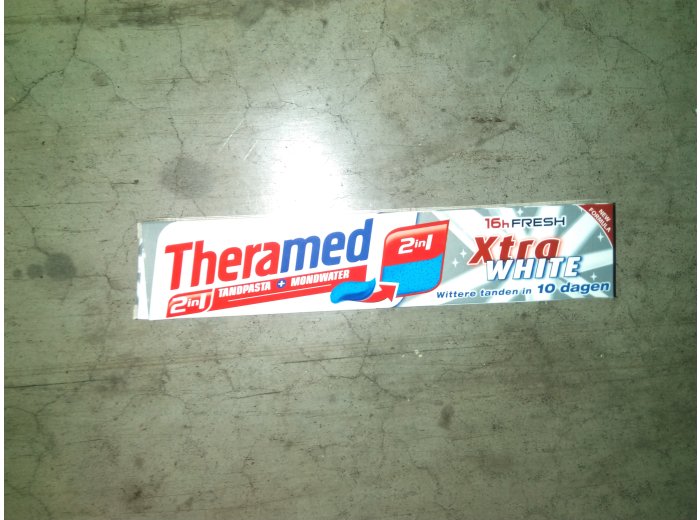 Theramed
2in1 TANDPASTA + MONDWATER
2in1
16h FRESH
Xtra
WHITE
Wittere tanden in 10 dagen
NEW
FORMULA